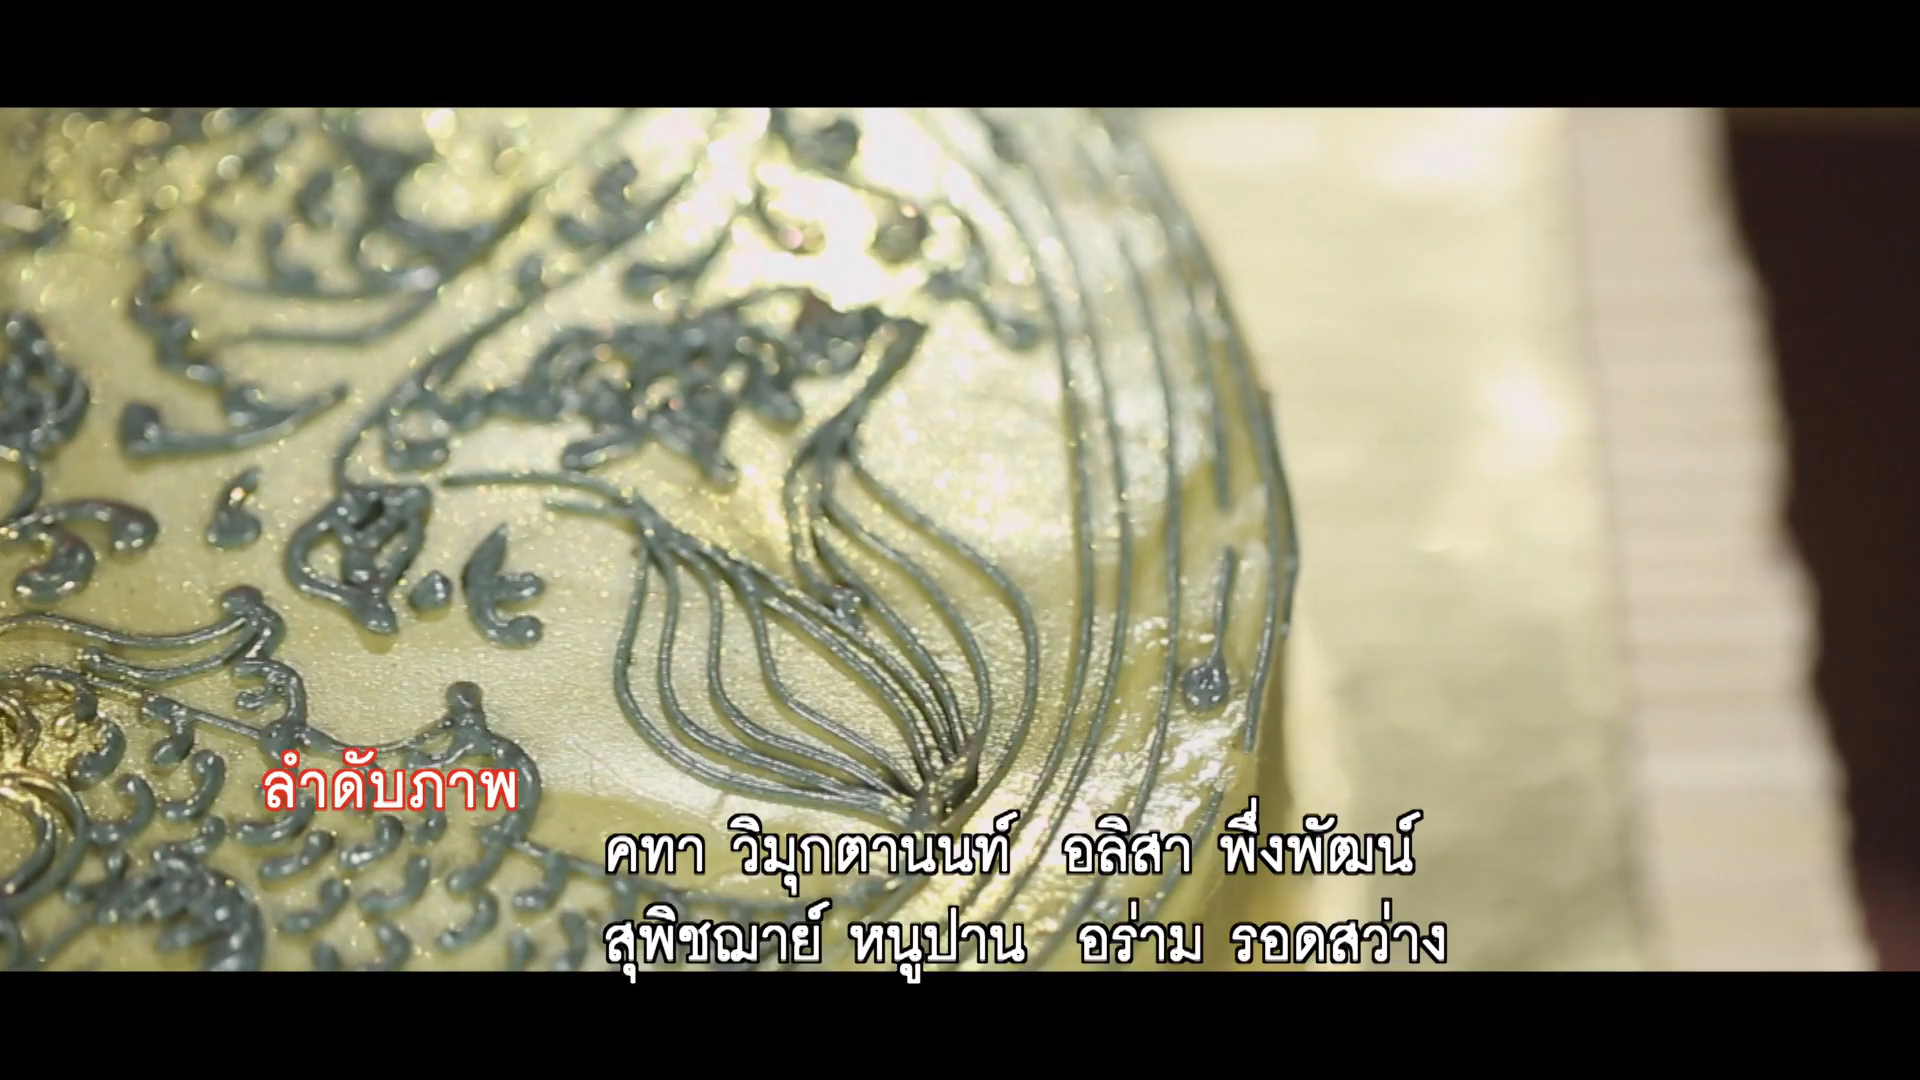 ลำดับภาพ
คทา วิมุกตานนท์ อลิสา พึ่งพัฒน์
สุพิชฌาย์ หนูปาน อร่าม รอดสว่าง